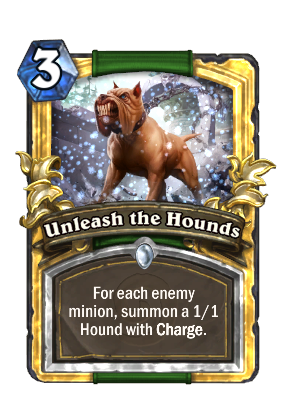 3
Unleash the Hounds
For each enemy
minion, summon a 1/1
Hound with Charge.